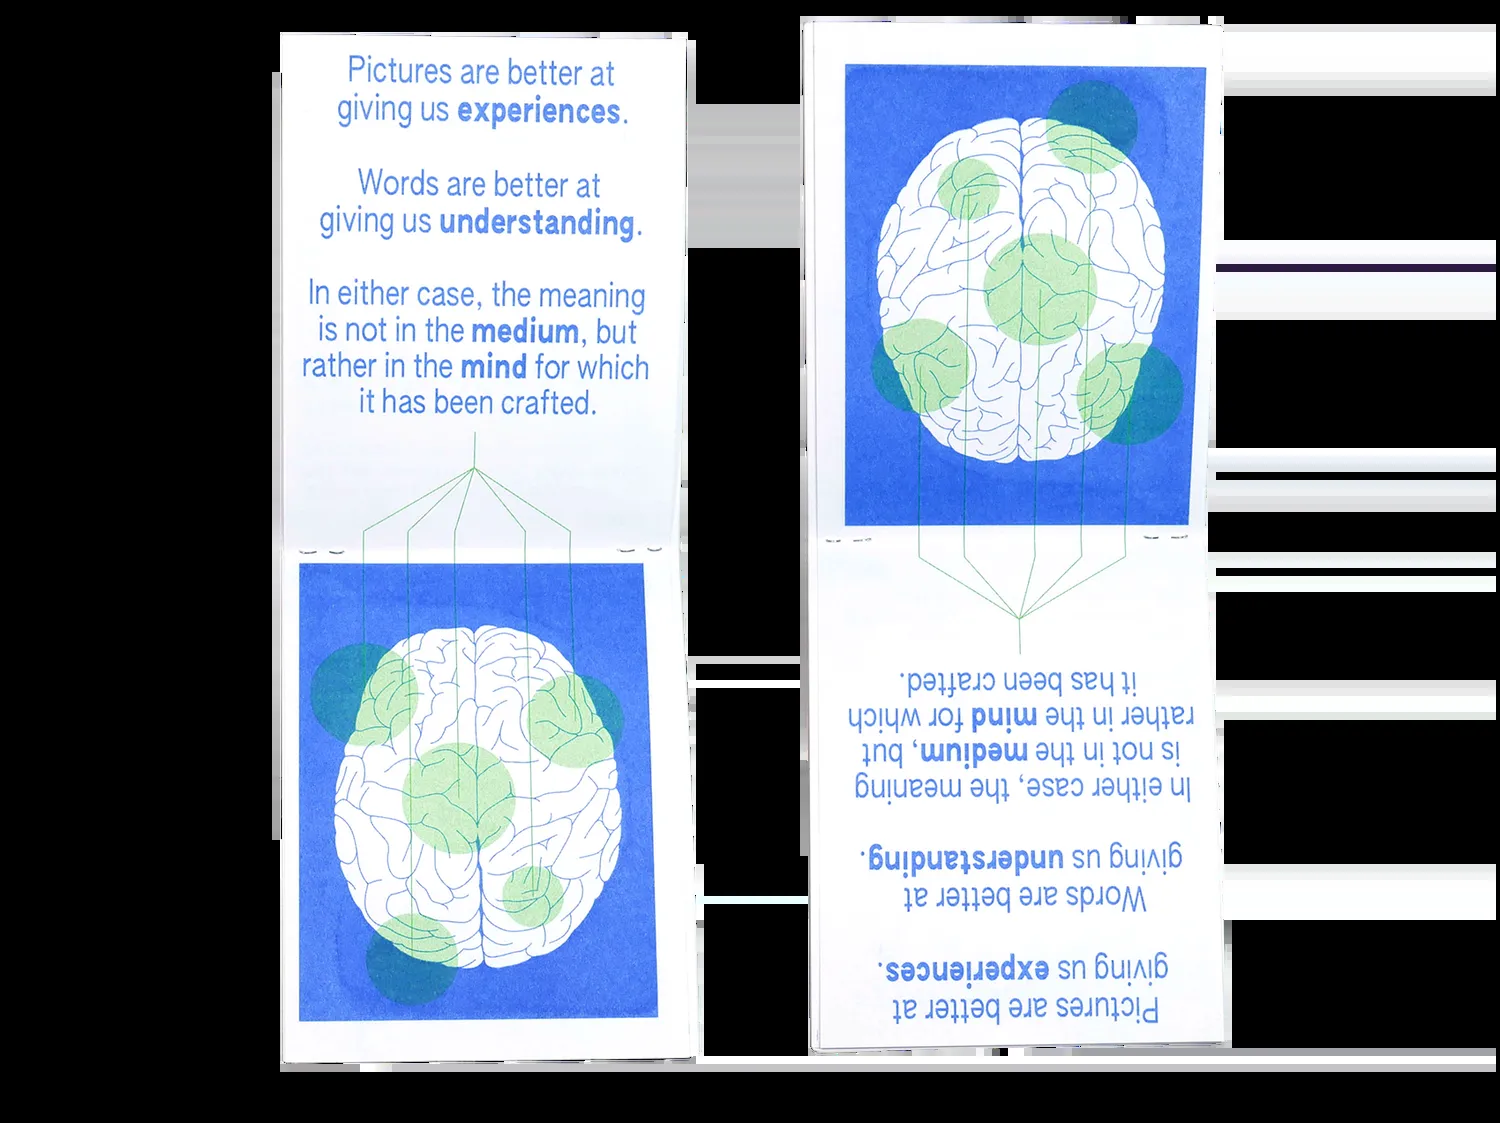 Pictures are better at
giving us experiences.
Words are better at
giving us understanding.
In either case, the meaning
is not in the medium, but
rather in the mind for which
it has been crafted.
Pictures are better at
giving us experiences.
Words are better at
giving us understanding.
In either case, the meaning
is not in the medium, but
rather in the mind for which
it has been crafted.